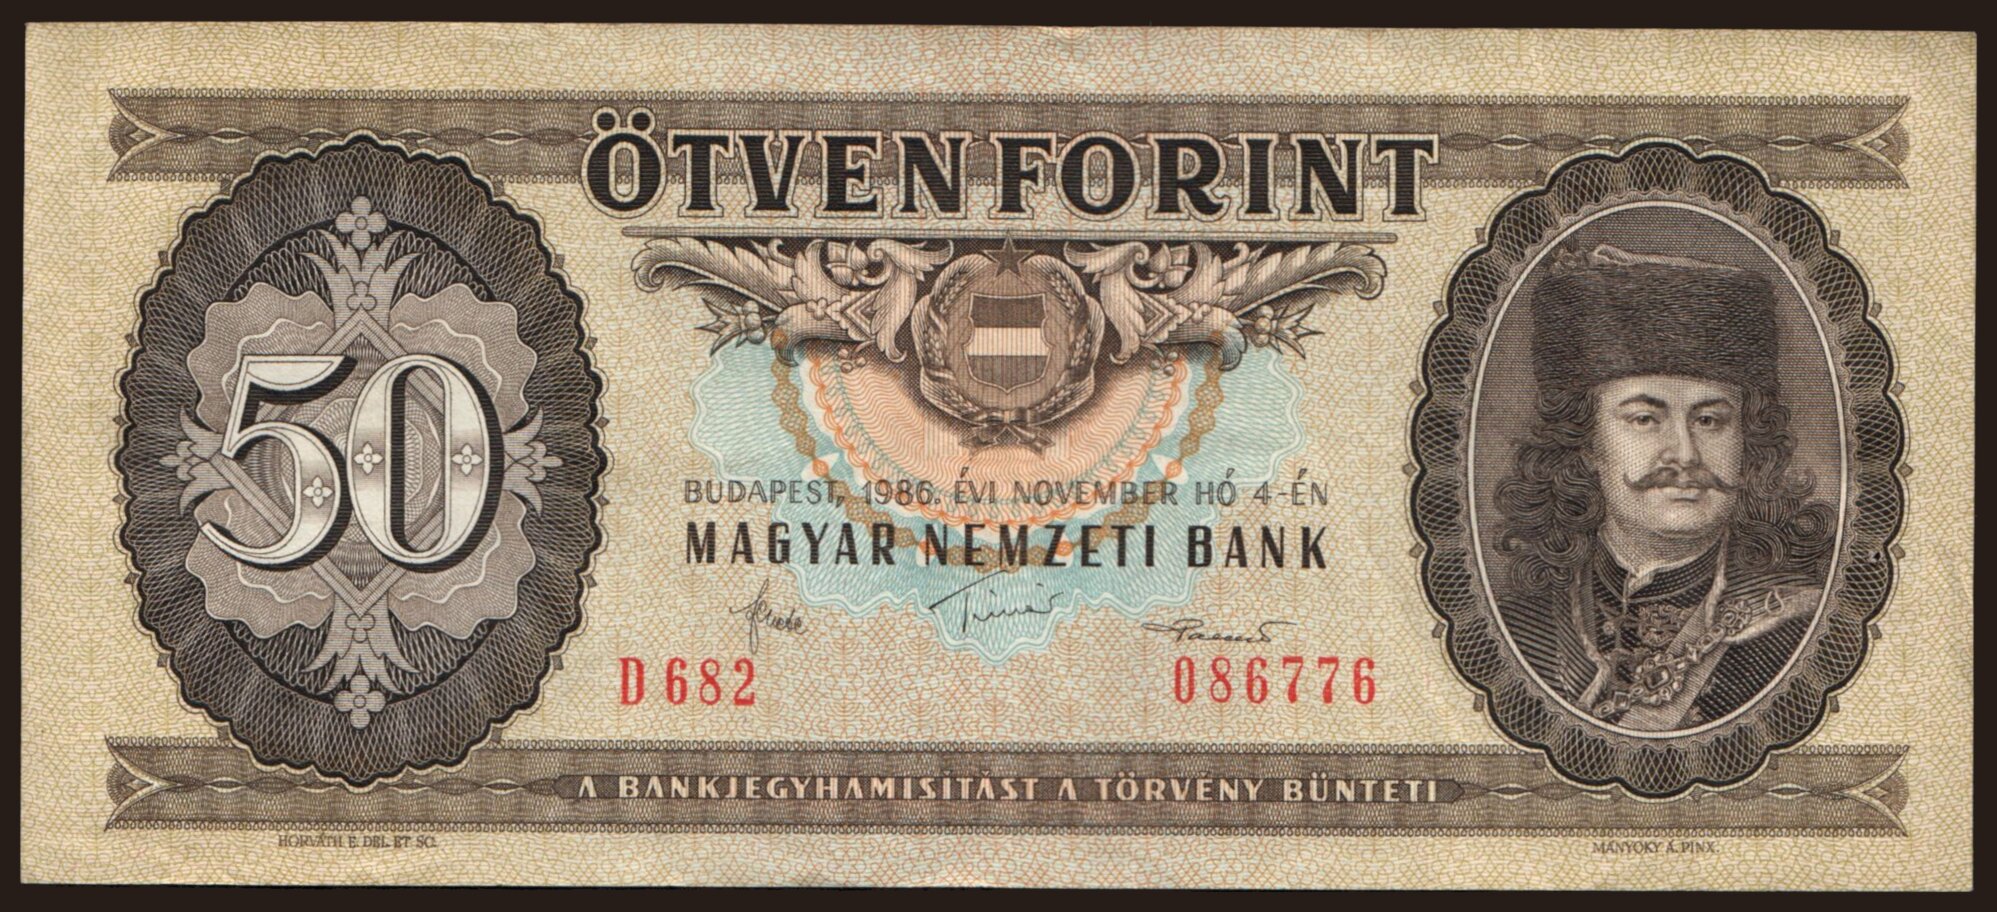 ÖTVEN FORINT
50
BUDAPEST, 1986. ÉVI NOVEMBER HÓ 4-ÉN
MAGYAR NEMZETI BANK
D 682 086776
A BANKJEGYHAMISÍTÁST A TÖRVÉNY BÜNTETI
HORVÁTH E. DEL. ET SC. MÁNYOKY Á. PINX.